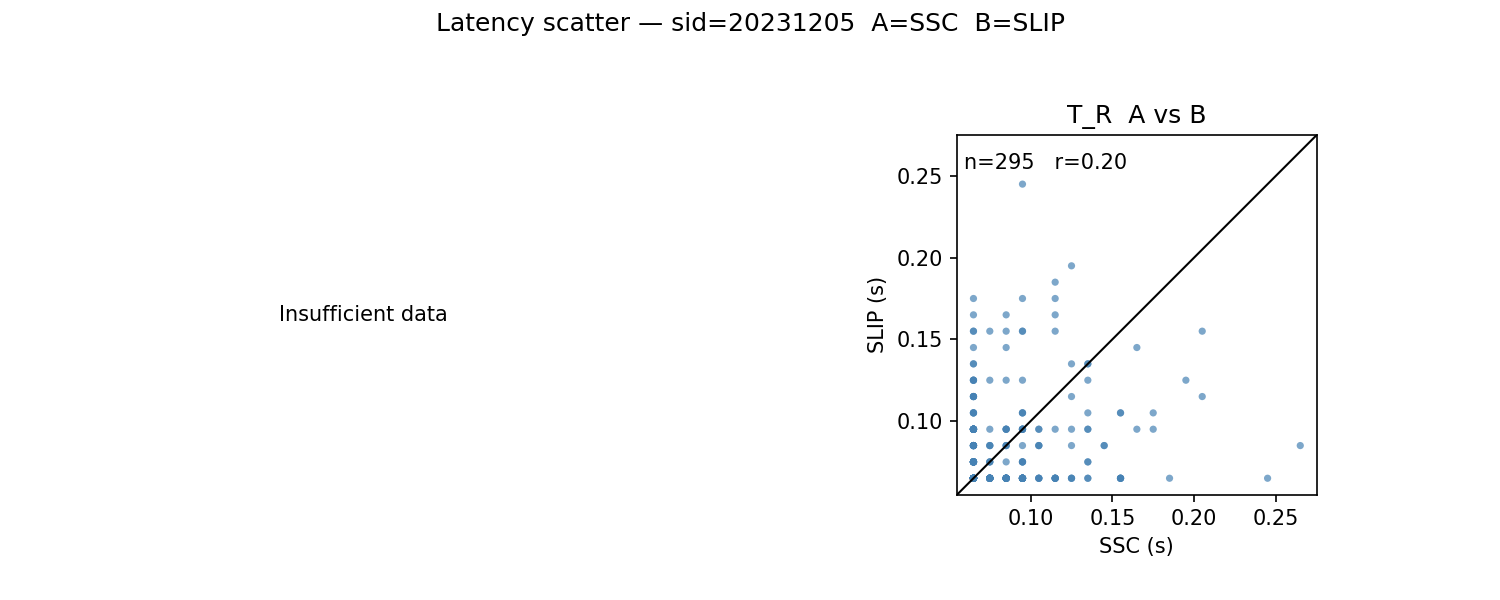 Latency scatter — sid=20231205  A=SSC  B=SLIP
Insufficient data
T_R  A vs B
n=295   r=0.20
0.25
0.20
0.15
0.10
SLIP (s)
0.10 0.15 0.20 0.25
SSC (s)